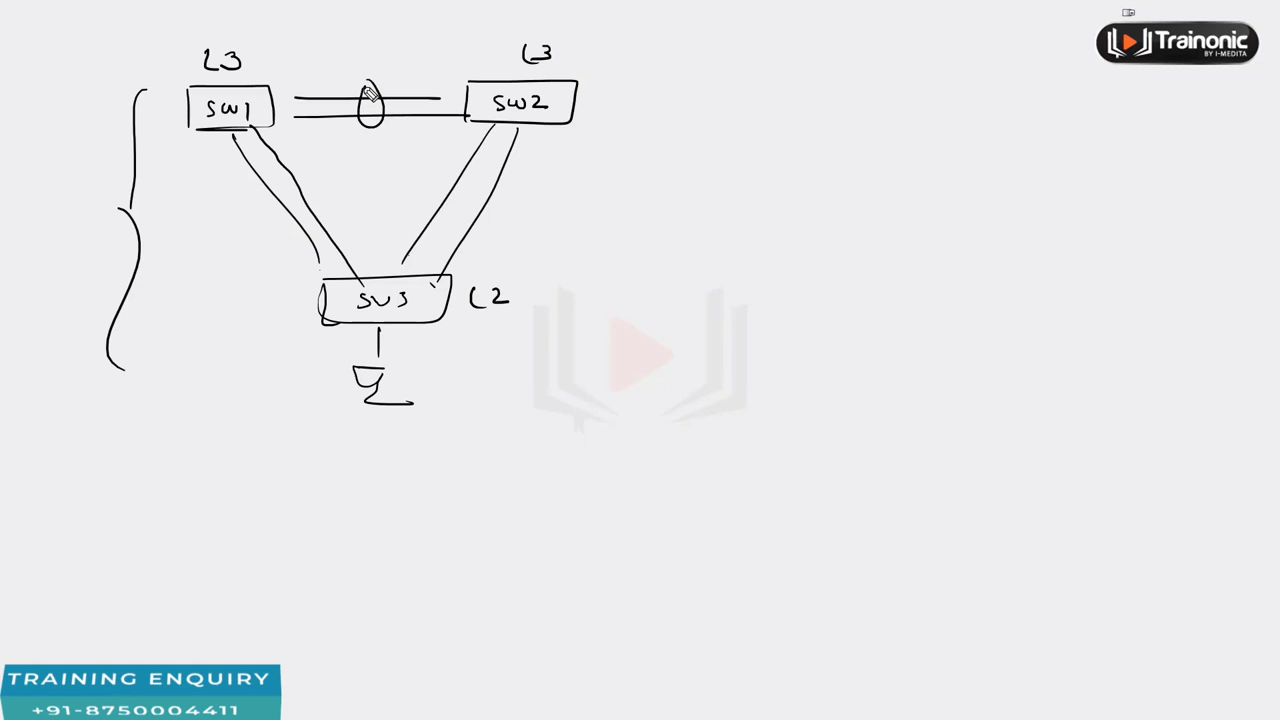 L3
L3
Trainonic
BY I-MEDITA
SW1
SW2
SW3
L2
TRAINING ENQUIRY
+91-8750004411